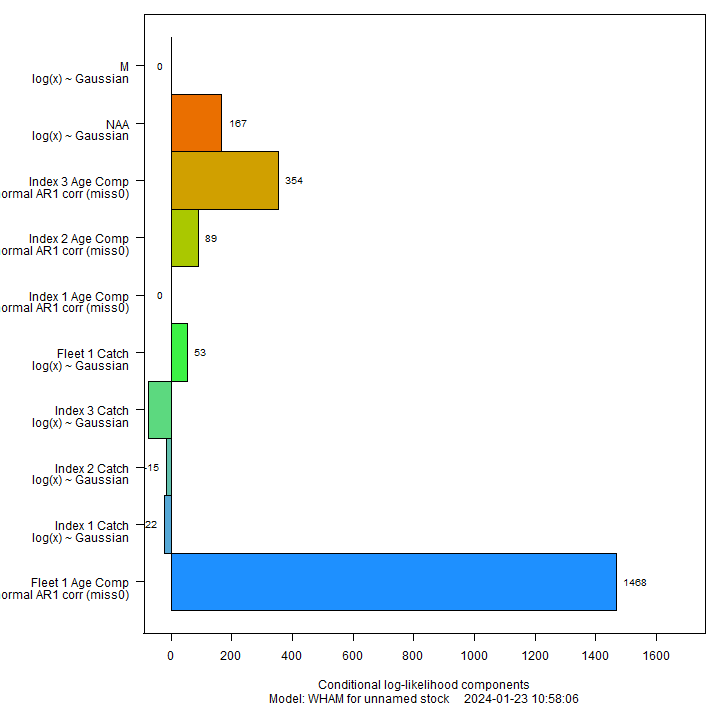 M
log(x) ~ Gaussian
0
NAA
log(x) ~ Gaussian
167
Index 3 Age Comp
normal AR1 corr (miss0)
354
Index 2 Age Comp
normal AR1 corr (miss0)
89
Index 1 Age Comp
normal AR1 corr (miss0)
0
Fleet 1 Catch
log(x) ~ Gaussian
53
Index 3 Catch
log(x) ~ Gaussian
Index 2 Catch
log(x) ~ Gaussian
-15
Index 1 Catch
log(x) ~ Gaussian
-22
Fleet 1 Age Comp
normal AR1 corr (miss0)
1468
0 200 400 600 800 1000 1200 1400 1600
Conditional log-likelihood components
Model: WHAM for unnamed stock 2024-01-23 10:58:06